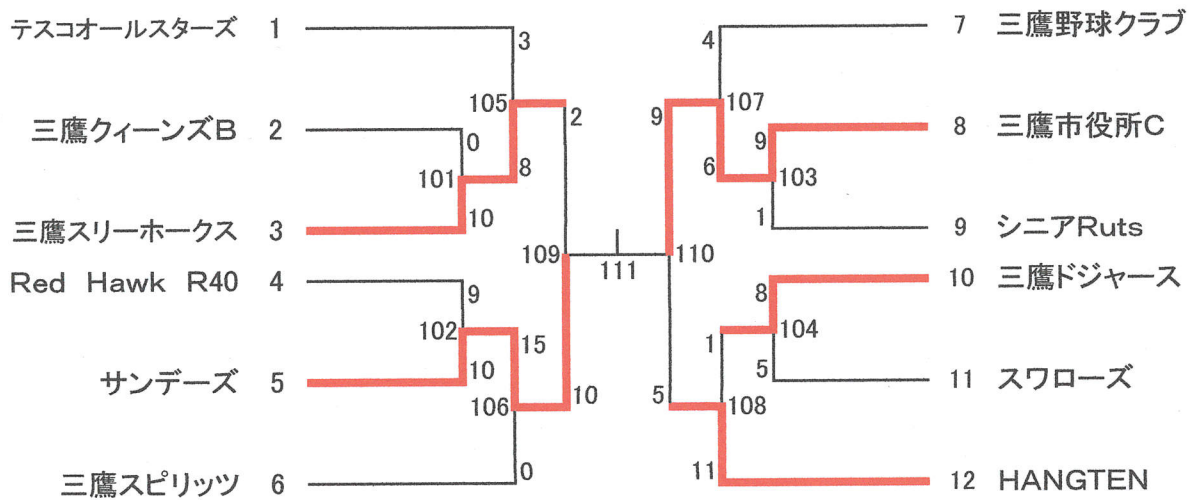 テスコオールスターズ 1
三鷹クィーンズB 2
三鷹スリーホークス 3
Red Hawk R40 4
サンデーズ 5
三鷹スピリッツ 6
3
105
0
101
8
10
2
9
102
15
10
106
0
10
109
111
110
4
9
107
9
6
103
1
8
1
104
5
5
108
11
7 三鷹野球クラブ
8 三鷹市役所C
9 シニアRuts
10 三鷹ドジャース
11 スワローズ
12 HANGTEN